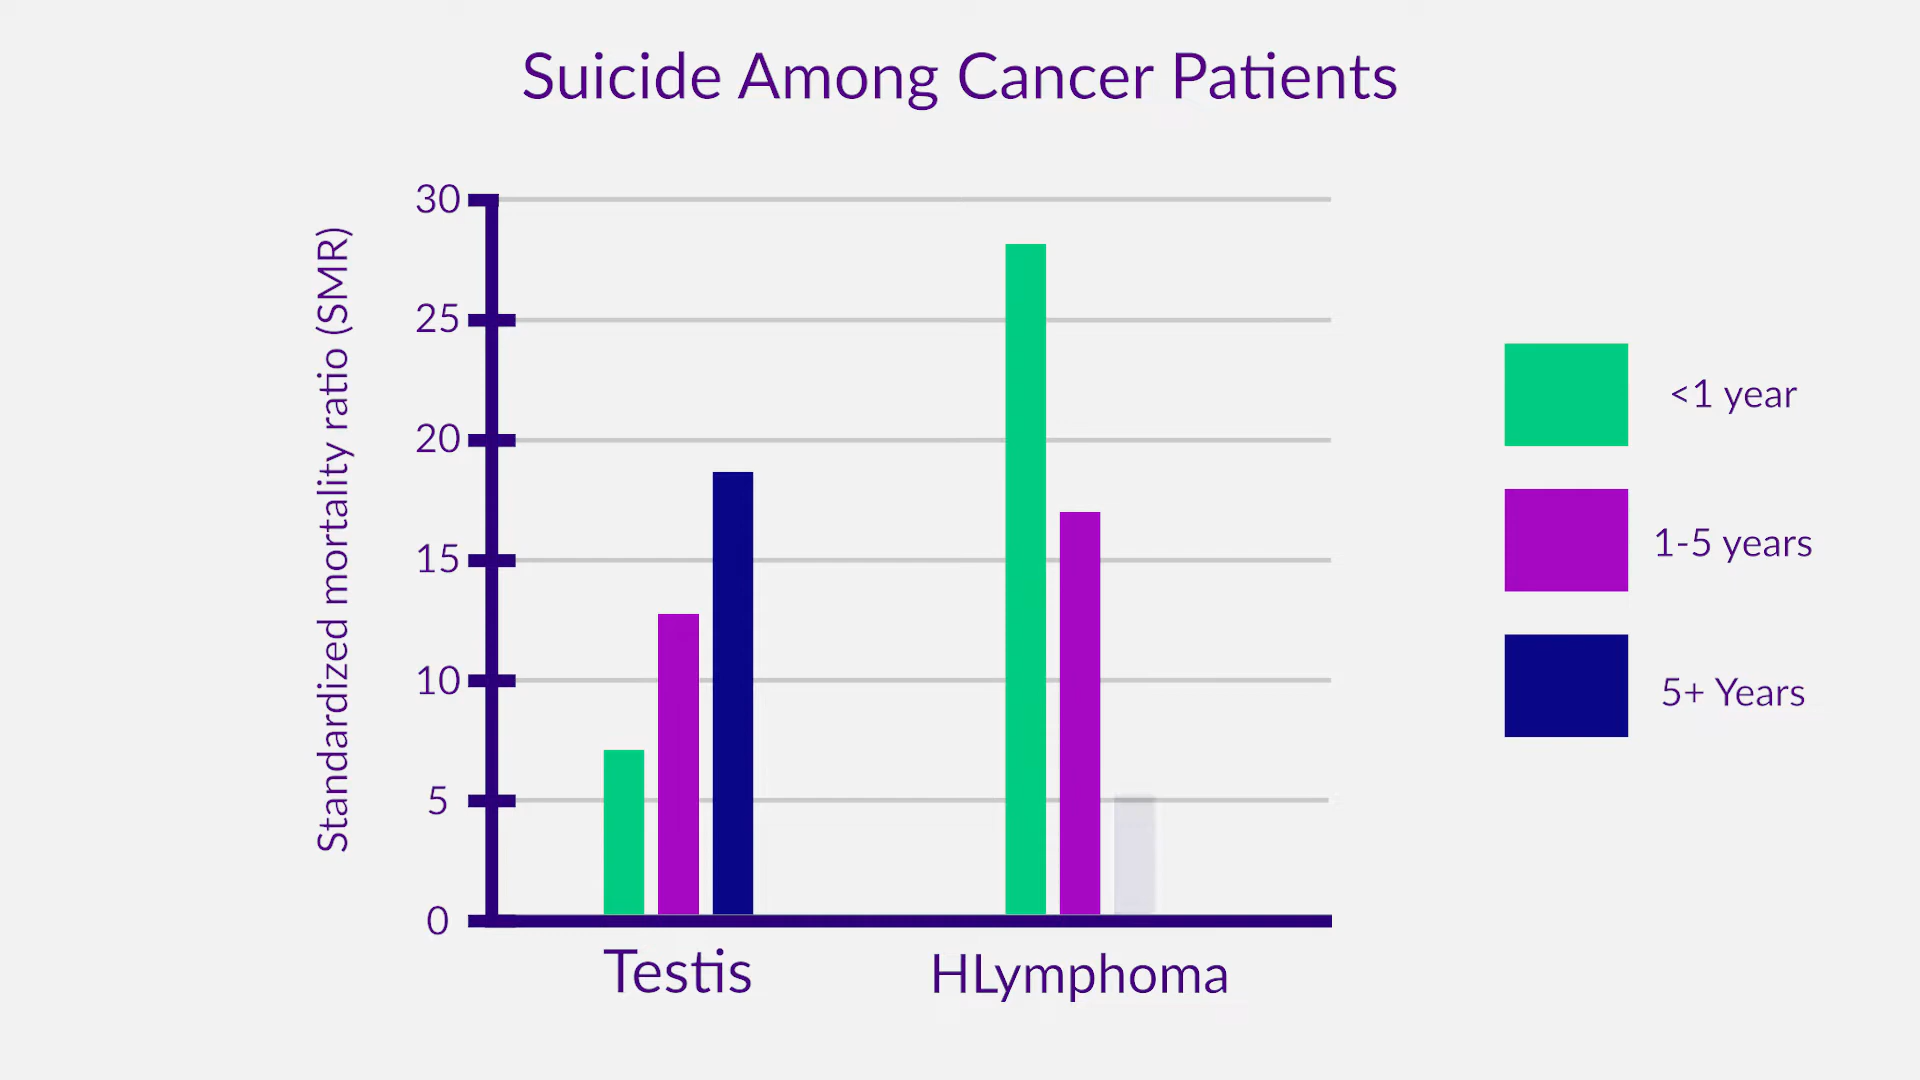 Suicide Among Cancer Patients
Standardized mortality ratio (SMR)
30
25
20
15
10
5
0
Testis
HLymphoma
<1 year
1-5 years
5+ Years